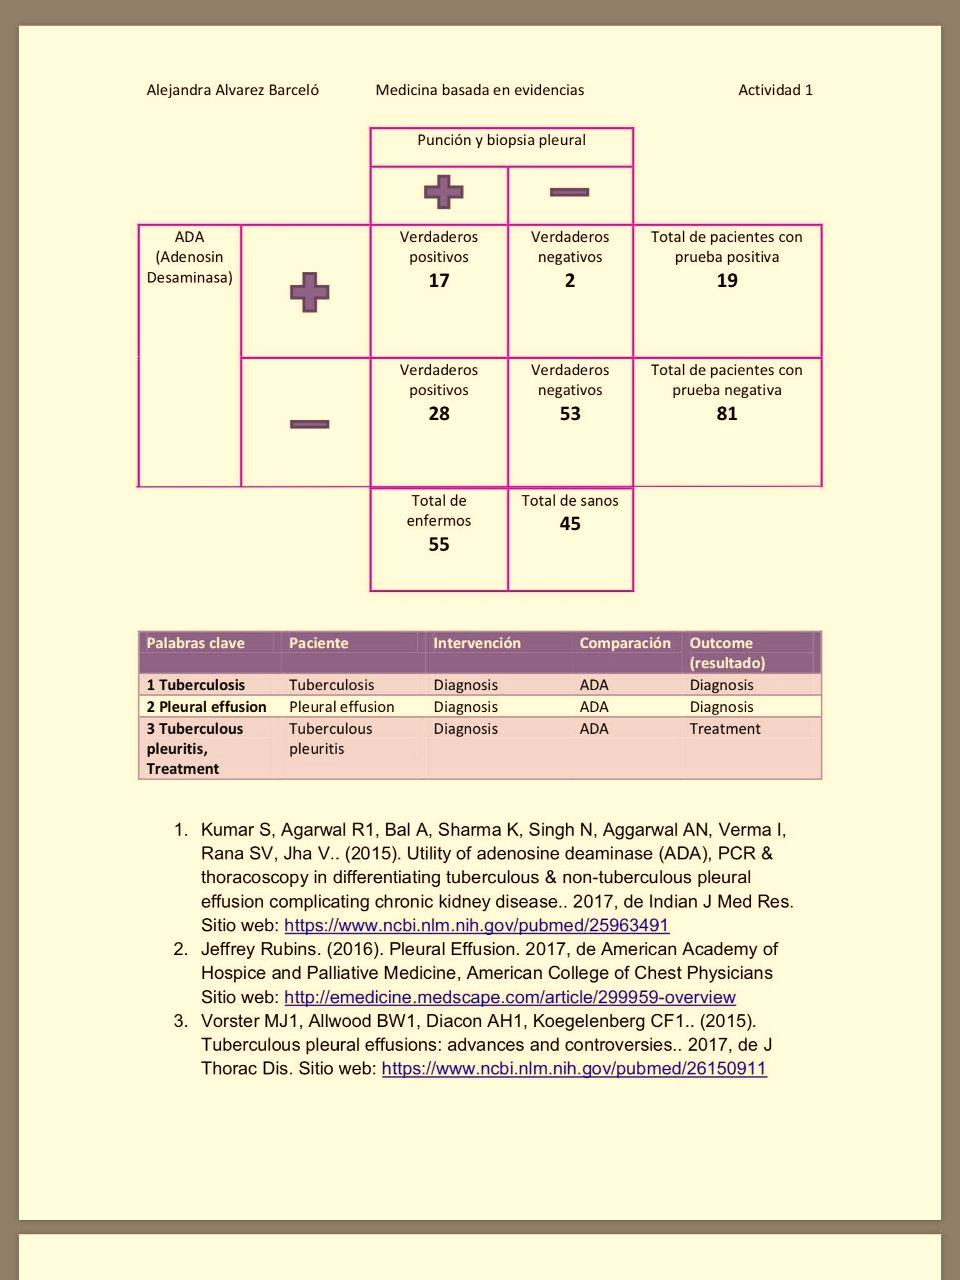 Alejandra Alvarez Barceló Medicina basada en evidencias Actividad 1
Punción y biopsia pleural
ADA
(Adenosin
Desaminasa)
Verdaderos
positivos
17
Verdaderos
negativos
2
Total de pacientes con
prueba positiva
19
Verdaderos
positivos
28
Verdaderos
negativos
53
Total de pacientes con
prueba negativa
81
Total de
enfermos
55
Total de sanos
45
Palabras clave Paciente Intervención Comparación Outcome
(resultado)
1 Tuberculosis Tuberculosis Diagnosis ADA Diagnosis
2 Pleural effusion Pleural effusion Diagnosis ADA Diagnosis
3 Tuberculous Tuberculous Diagnosis ADA Treatment
pleuritis, pleuritis
Treatment
1. Kumar S, Agarwal R1, Bal A, Sharma K, Singh N, Aggarwal AN, Verma I,
Rana SV, Jha V.. (2015). Utility of adenosine deaminase (ADA), PCR &
thoracoscopy in differentiating tuberculous & non-tuberculous pleural
effusion complicating chronic kidney disease.. 2017, de Indian J Med Res.
Sitio web: https://www.ncbi.nlm.nih.gov/pubmed/25963491
2. Jeffrey Rubins. (2016). Pleural Effusion. 2017, de American Academy of
Hospice and Palliative Medicine, American College of Chest Physicians
Sitio web: http://emedicine.medscape.com/article/299959-overview
3. Vorster MJ1, Allwood BW1, Diacon AH1, Koegelenberg CF1.. (2015).
Tuberculous pleural effusions: advances and controversies.. 2017, de J
Thorac Dis. Sitio web: https://www.ncbi.nlm.nih.gov/pubmed/26150911